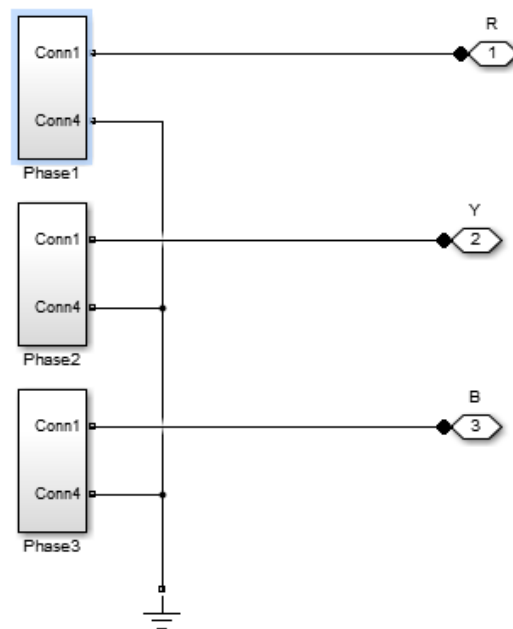 R
Conn1
1
Conn4
Phase1
Y
Conn1
2
Conn4
Phase2
B
Conn1
3
Conn4
Phase3